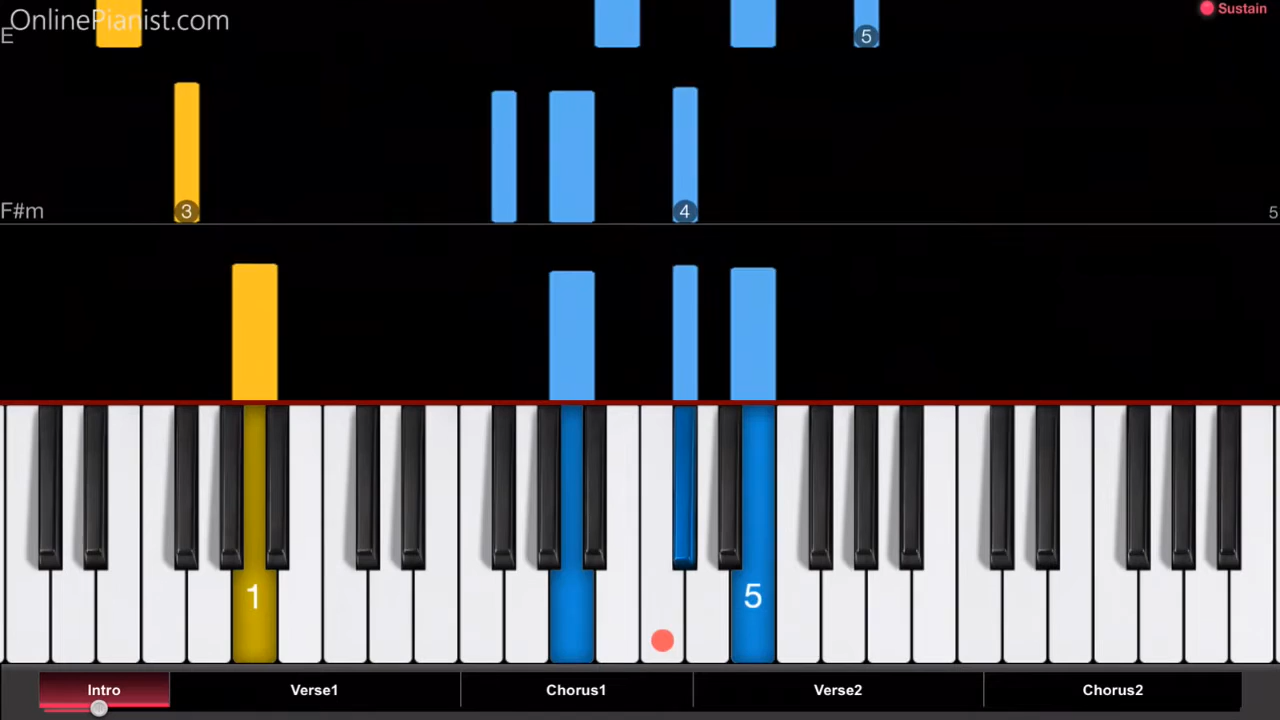 OnlinePianist.com
Sustain
E
5
3
4
F#m
5
1
5
Intro
Verse1
Chorus1
Verse2
Chorus2